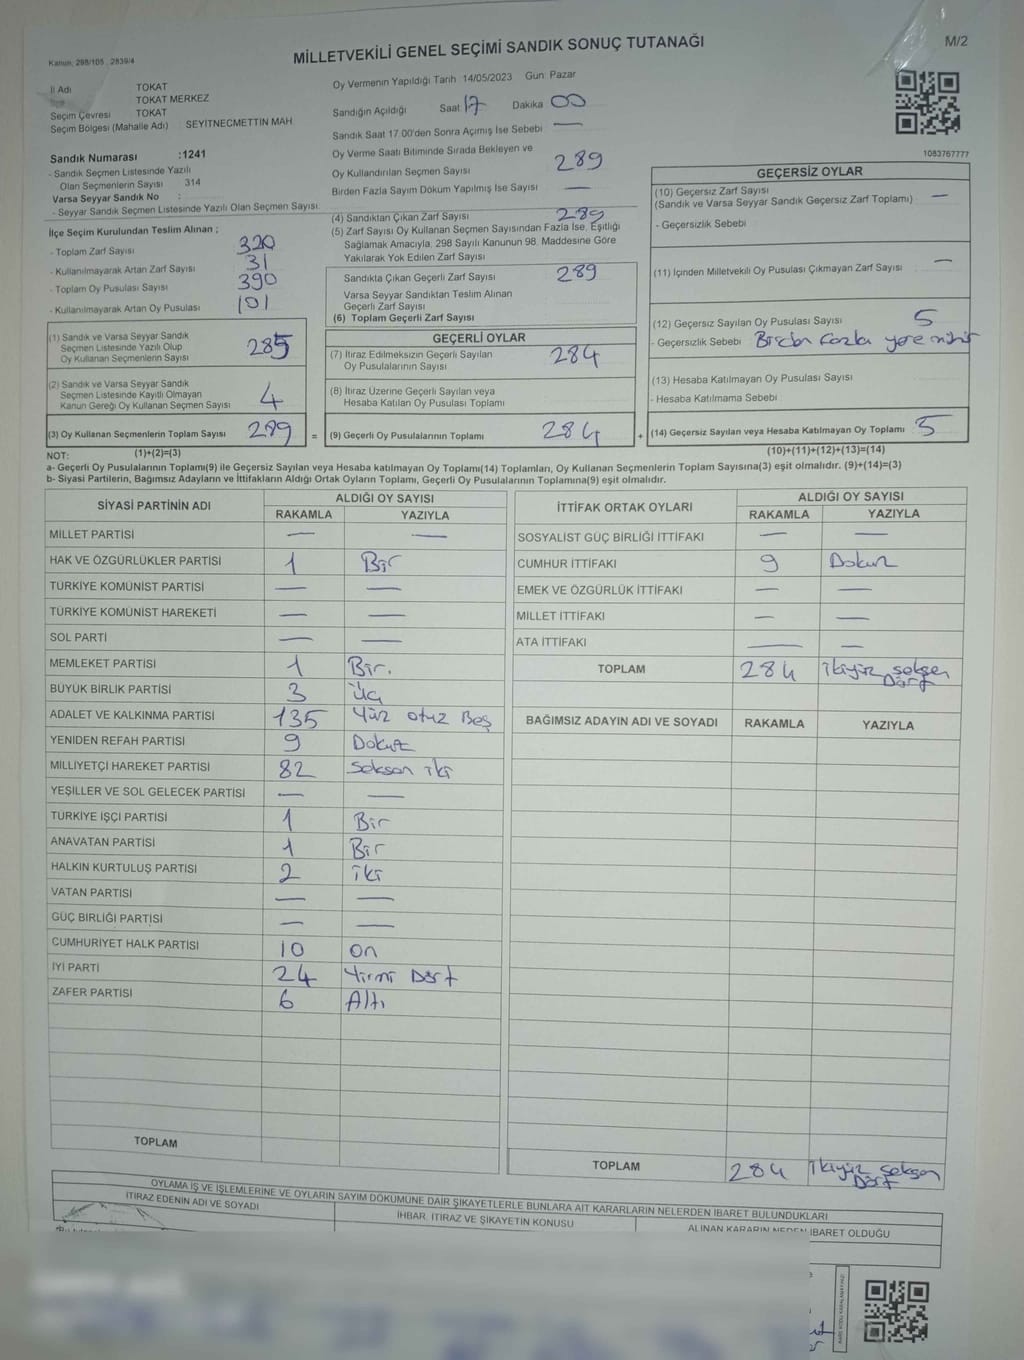 MİLLETVEKİLİ GENEL SEÇİMİ SANDIK SONUÇ TUTANAĞI
M/2
Kanun, 298/105 , 2839/4
İl Adı TOKAT
İlçe TOKAT MERKEZ
Seçim Çevresi TOKAT
Seçim Bölgesi (Mahalle Adı) SEYİTNECMETTIN MAH
Sandık Numarası :1241
- Sandık Seçmen Listesinde Yazılı
Olan Seçmenlerin Sayısı 314
Varsa Seyyar Sandık No :
- Seyyar Sandık Seçmen Listesinde Yazılı Olan Seçmen Sayısı:
Oy Vermenin Yapıldığı Tarih 14/05/2023 Gün: Pazar
Sandığın Açıldığı Saat 17 Dakika 00
Sandık Saat 17.00'den Sonra Açımış İse Sebebi —
Oy Verme Saati Bitiminde Sırada Bekleyen ve
Oy Kullandırılan Seçmen Sayısı 289
Birden Fazla Sayım Döküm Yapılmış İse Sayısı —
1083767777
İlçe Seçim Kurulundan Teslim Alınan ;
- Toplam Zarf Sayısı 320
- Kullanılmayarak Artan Zarf Sayısı 31
- Toplam Oy Pusulası Sayısı 390
- Kullanılmayarak Artan Oy Pusulası 101
(4) Sandıktan Çıkan Zarf Sayısı 289
(5) Zarf Sayısı Oy Kullanan Seçmen Sayısından Fazla İse, Eşitliği
Sağlamak Amacıyla, 298 Sayılı Kanunun 98. Maddesine Göre
Yakılarak Yok Edilen Zarf Sayısı
Sandıkta Çıkan Geçerli Zarf Sayısı 289
Varsa Seyyar Sandıktan Teslim Alınan
Geçerli Zarf Sayısı
(6) Toplam Geçerli Zarf Sayısı
GEÇERSİZ OYLAR
(10) Geçersiz Zarf Sayısı
(Sandık ve Varsa Seyyar Sandık Geçersiz Zarf Toplamı) —
- Geçersizlik Sebebi
(11) İçinden Milletvekili Oy Pusulası Çıkmayan Zarf Sayısı —
(12) Geçersiz Sayılan Oy Pusulası Sayısı 5
- Geçersizlik Sebebi Birden Fazla yere mühür
(13) Hesaba Katılmayan Oy Pusulası Sayısı
- Hesaba Katılmama Sebebi
(14) Geçersiz Sayılan veya Hesaba Katılmayan Oy Toplamı 5
(10)+(11)+(12)+(13)=(14)
(1) Sandık ve Varsa Seyyar Sandık
Seçmen Listesinde Yazılı Olup
Oy Kullanan Seçmenlerin Sayısı 285
(2) Sandık ve Varsa Seyyar Sandık
Seçmen Listesinde Kayıtlı Olmayan
Kanun Gereği Oy Kullanan Seçmen Sayısı 4
(3) Oy Kullanan Seçmenlerin Toplam Sayısı 289 =
(1)+(2)=(3)
GEÇERLİ OYLAR
(7) İtiraz Edilmeksizin Geçerli Sayılan
Oy Pusulalarının Sayısı 284
(8) İtiraz Üzerine Geçerli Sayılan veya
Hesaba Katılan Oy Pusulası Toplamı
(9) Geçerli Oy Pusulalarının Toplamı 284 +
NOT:
a- Geçerli Oy Pusulalarının Toplamı(9) ile Geçersiz Sayılan veya Hesaba katılmayan Oy Toplamı(14) Toplamları, Oy Kullanan Seçmenlerin Toplam Sayısına(3) eşit olmalıdır. (9)+(14)=(3)
b- Siyasi Partilerin, Bağımsız Adayların ve İttifakların Aldığı Ortak Oyların Toplamı, Geçerli Oy Pusulalarının Toplamına(9) eşit olmalıdır.
SİYASİ PARTİNİN ADI ALDIĞI OY SAYISI
RAKAMLA YAZIYLA
MİLLET PARTİSİ — —
HAK VE ÖZGÜRLÜKLER PARTİSİ 1 Bir
TÜRKİYE KOMÜNİST PARTİSİ — —
TÜRKİYE KOMÜNİST HAREKETİ — —
SOL PARTİ — —
MEMLEKET PARTİSİ 1 Bir.
BÜYÜK BİRLİK PARTİSİ 3 Üç
ADALET VE KALKINMA PARTİSİ 135 Yüz otuz Beş
YENİDEN REFAH PARTİSİ 9 Dokuz
MİLLİYETÇİ HAREKET PARTİSİ 82 Seksen iki
YEŞİLLER VE SOL GELECEK PARTİSİ — —
TÜRKİYE İŞÇİ PARTİSİ 1 Bir
ANAVATAN PARTİSİ 1 Bir
HALKIN KURTULUŞ PARTİSİ 2 iki
VATAN PARTİSİ — —
GÜÇ BİRLİĞİ PARTİSİ — —
CUMHURİYET HALK PARTİSİ 10 on
İYİ PARTİ 24 Yirmi Dört
ZAFER PARTİSİ 6 Altı
TOPLAM
İTTİFAK ORTAK OYLARI ALDIĞI OY SAYISI
RAKAMLA YAZIYLA
SOSYALIST GÜÇ BİRLİĞİ İTTİFAKI — —
CUMHUR İTTİFAKI 9 Dokuz
EMEK VE ÖZGÜRLÜK İTTİFAKI — —
MİLLET İTTİFAKI — —
ATA İTTİFAKI — —
TOPLAM 284 ikiyüz seksen
Dört
BAĞIMSIZ ADAYIN ADI VE SOYADI RAKAMLA YAZIYLA
TOPLAM 284 ikiyüz seksen
Dört
OYLAMA İŞ VE İŞLEMLERİNE VE OYLARIN SAYIM DÖKÜMÜNE DAİR ŞİKAYETLERLE BUNLARA AİT KARARLARIN NELERDEN İBARET BULUNDUKLARI
İTİRAZ EDENİN ADI VE SOYADI
İHBAR, İTİRAZ VE ŞİKAYETİN KONUSU
ALINAN KARARIN NEDEN İBARET OLDUĞU